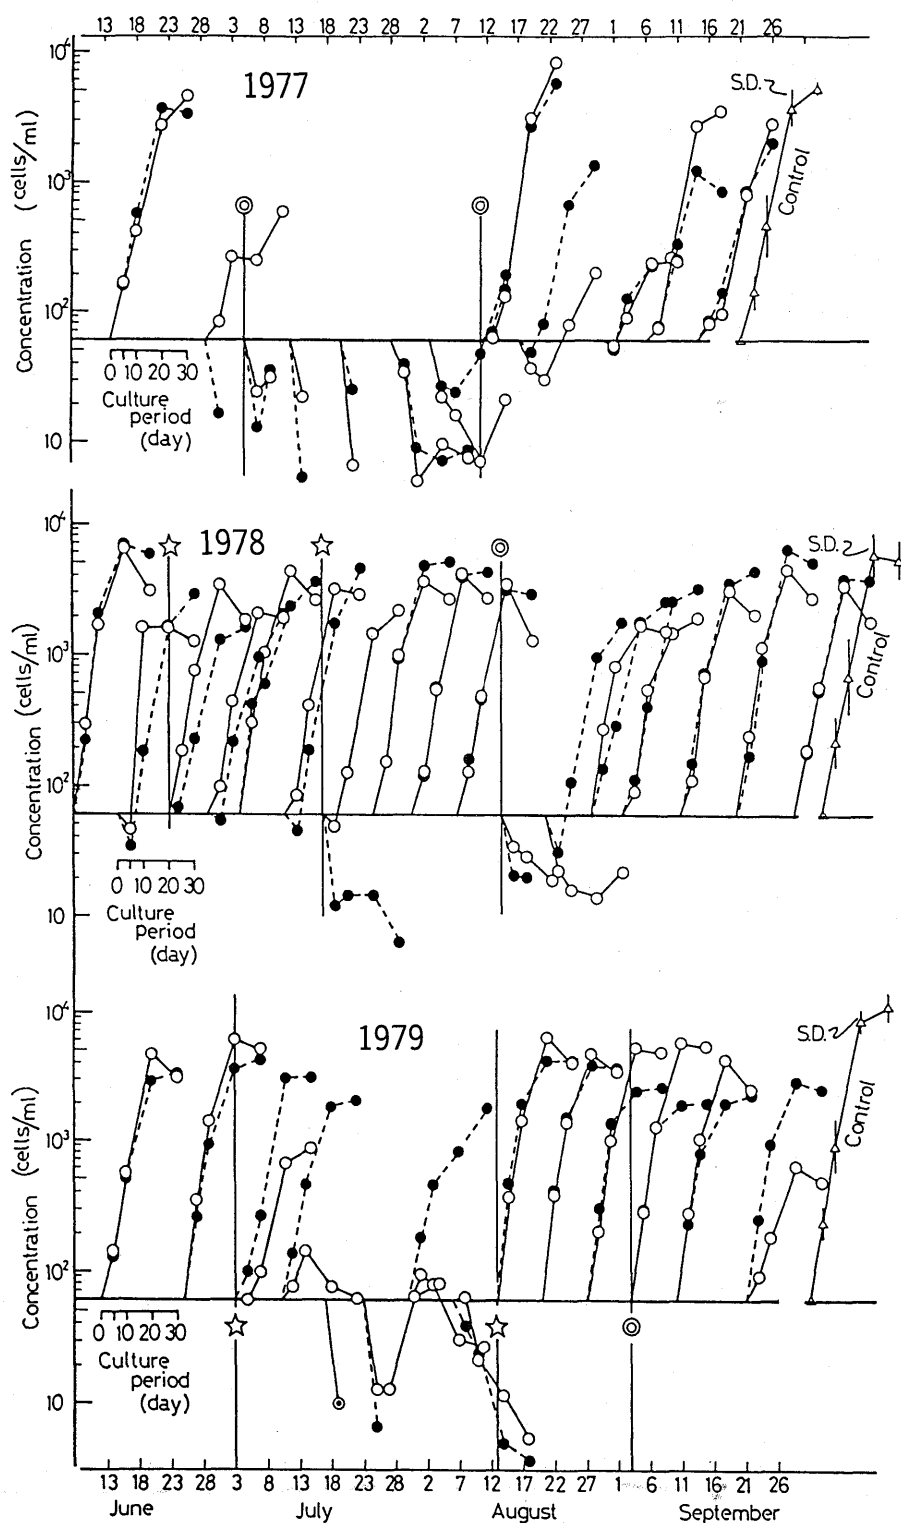 13 18 23 28 3 8 13 18 23 28 2 7 12 17 22 27 1 6 11 16 21 26
10⁴
1977
S.D.
10³
Control
10²
0 10 20 30
Culture
period
(day)
10
Concentration (cells/ml)
10⁴
1978
S.D.
10³
Control
10²
0 10 20 30
Culture
period
(day)
10
Concentration (cells/ml)
10⁴
1979
S.D.
10³
Control
10²
0 10 20 30
Culture
period
(day)
10
Concentration (cells/ml)
13 18 23 28 3 8 13 18 23 28 2 7 12 17 22 27 1 6 11 16 21 26
June July August September